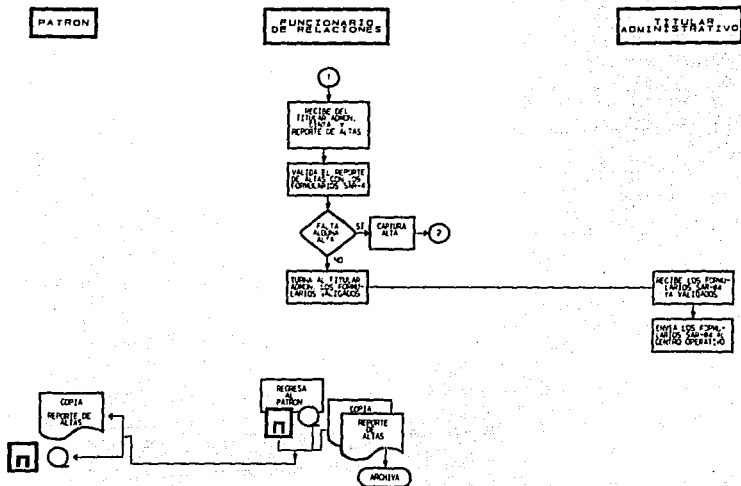 PATRON
FUNCIONARIO
DE RELACIONES
TITULAR
ADMINISTRATIVO
1
RECIBE DEL
TITULAR ADMON.
CINTA Y
REPORTE DE ALTAS
VALIDA EL REPORTE
DE ALTAS CON LOS
FORMULARIOS SAR-4
FALTA
ALGUNA
ALTA
SI
CAPTURA
ALTA
2
NO
TURNA AL TITULAR
ADMON. LOS FORMU-
LARIOS VALIDADOS
RECIBE LOS FORMU-
LARIOS SAR-04
YA VALIDADOS
ENVIA LOS FORMU-
LARIOS SAR-04 AL
CENTRO OPERATIVO
COPIA
REPORTE DE
ALTAS
REGRESA
AL
PATRON
COPIA
REPORTE
DE
ALTAS
ARCHIVA